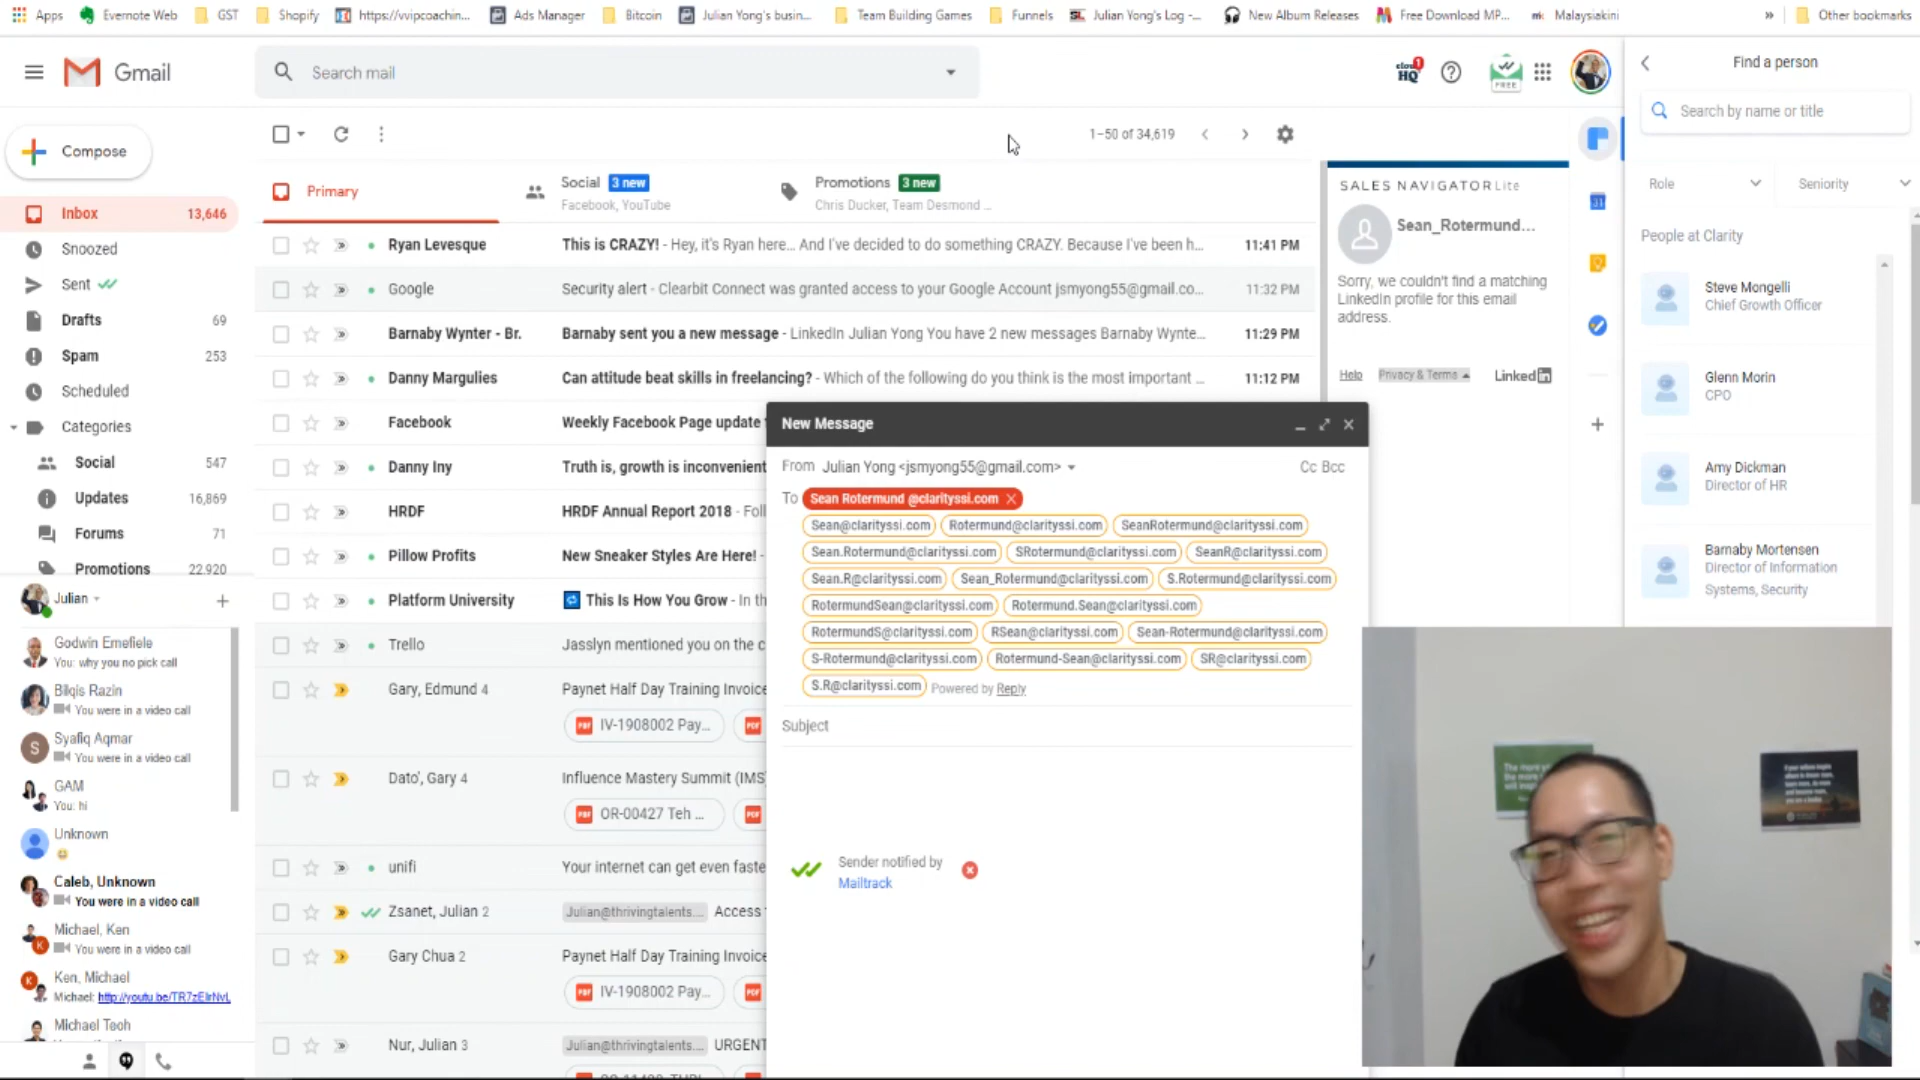 Apps Evernote Web GST Shopify https://vvipcoachin... Ads Manager Bitcoin Julian Yong's busin... Team Building Games Funnels Julian Yong's Log -... New Album Releases Free Download MP... Malaysiakini » Other bookmarks
Gmail
Search mail
cloud HQ 1
FREE
Find a person
Search by name or title
Compose
1–50 of 34,619
Role Seniority
People at Clarity
Steve Mongelli
Chief Growth Officer
Glenn Morin
CPO
Amy Dickman
Director of HR
Barnaby Mortensen
Director of Information
Systems, Security
Inbox 13,646
Snoozed
Sent
Drafts 69
Spam 253
Scheduled
Categories
Social 547
Updates 16,869
Forums 71
Promotions 22,920
Primary
Social 3 new
Facebook, YouTube
Promotions 3 new
Chris Ducker, Team Desmond ...
Ryan Levesque This is CRAZY! - Hey, it's Ryan here... And I've decided to do something CRAZY. Because I've been h... 11:41 PM
Google Security alert - Clearbit Connect was granted access to your Google Account jsmyong55@gmail.co... 11:32 PM
Barnaby Wynter - Br. Barnaby sent you a new message - LinkedIn Julian Yong You have 2 new messages Barnaby Wynte... 11:29 PM
Danny Margulies Can attitude beat skills in freelancing? - Which of the following do you think is the most important ... 11:12 PM
Facebook Weekly Facebook Page update
Danny Iny Truth is, growth is inconvenient
HRDF HRDF Annual Report 2018 - Foll
Pillow Profits New Sneaker Styles Are Here! -
Platform University This Is How You Grow - In th
Trello Jasslyn mentioned you on the c
Gary, Edmund 4 Paynet Half Day Training Invoice
PDF IV-1908002 Pay... PDF
Dato', Gary 4 Influence Mastery Summit (IMS)
PDF OR-00427 Teh ... PDF
unifi Your internet can get even faste
Zsanet, Julian 2 Julian@thrivingtalents.... Access
Gary Chua 2 Paynet Half Day Training Invoice
PDF IV-1908002 Pay... PDF
Nur, Julian 3 Julian@thrivingtalents.... URGENT
SALES NAVIGATOR Lite
Sean_Rotermund...
Sorry, we couldn't find a matching
LinkedIn profile for this email
address.
Help Privacy & Terms LinkedIn
31
New Message
From Julian Yong <jsmyong55@gmail.com> Cc Bcc
To Sean Rotermund @clarityssi.com
Sean@clarityssi.com Rotermund@clarityssi.com SeanRotermund@clarityssi.com
Sean.Rotermund@clarityssi.com SRotermund@clarityssi.com SeanR@clarityssi.com
Sean.R@clarityssi.com Sean_Rotermund@clarityssi.com S.Rotermund@clarityssi.com
RotermundSean@clarityssi.com Rotermund.Sean@clarityssi.com
RotermundS@clarityssi.com RSean@clarityssi.com Sean-Rotermund@clarityssi.com
S-Rotermund@clarityssi.com Rotermund-Sean@clarityssi.com SR@clarityssi.com
S.R@clarityssi.com Powered by Reply
Subject
Sender notified by
Mailtrack
Julian
Godwin Emefiele
You: why you no pick call
Bilqis Razin
You were in a video call
Syafiq Aqmar
You were in a video call
S
GAM
You: hi
Unknown
Caleb, Unknown
You were in a video call
Michael, Ken
You were in a video call
K
Ken, Michael
Michael: http://youtu.be/TR7zElrNvL
K
Michael Teoh